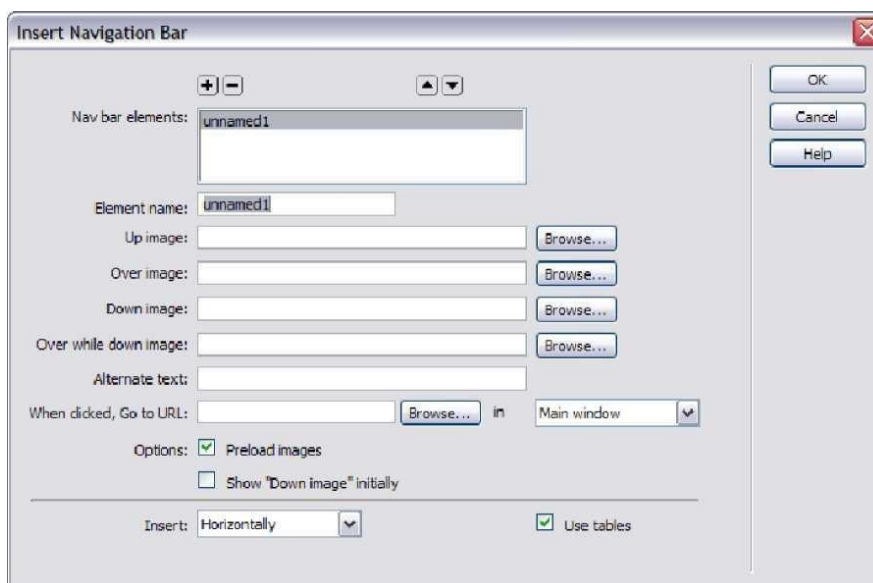 Insert Navigation Bar
OK
Nav bar elements: unnamed1
Cancel
Help
Element name: unnamed1
Up image: Browse...
Over image: Browse...
Down image: Browse...
Over while down image: Browse...
Alternate text:
When clicked, Go to URL: Browse... in Main window
Options: Preload images
Show "Down image" initially
Insert: Horizontally Use tables